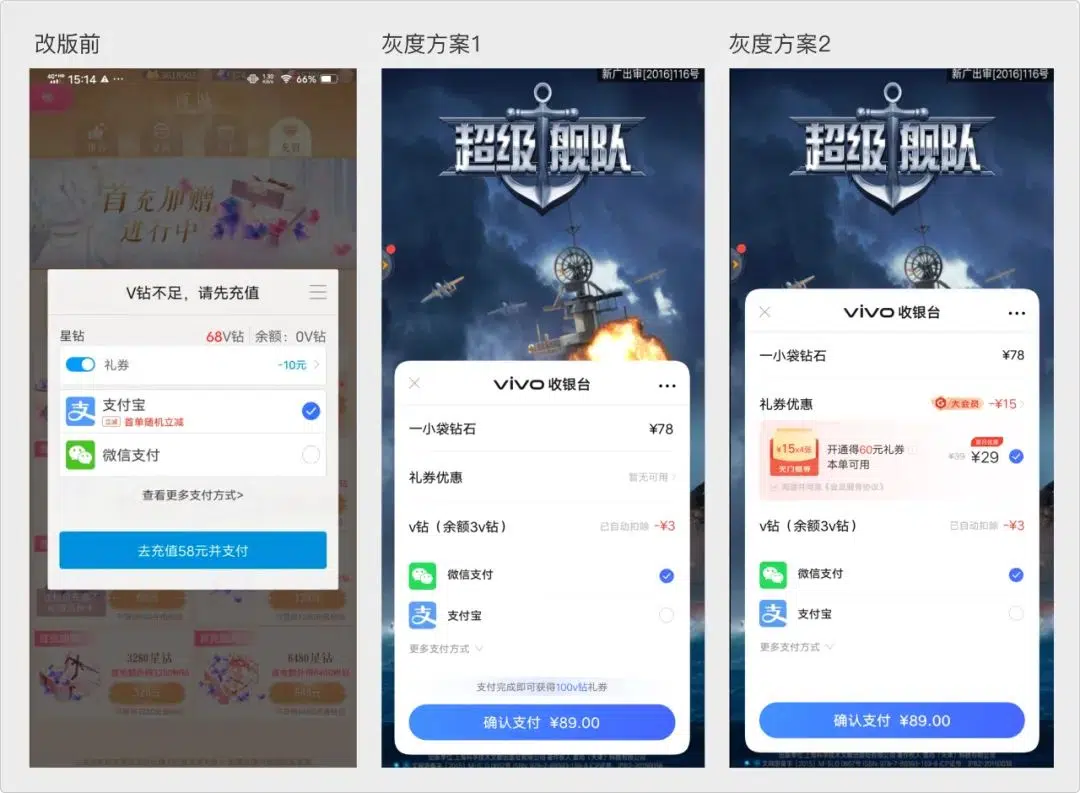 改版前
灰度方案1
灰度方案2
15:14
66%
首充加赠
进行中
V钻不足，请先充值
星钻
68V钻
余额：0V钻
礼券
-10元
支付宝
立减 首单随机立减
微信支付
查看更多支付方式>
去充值58元并支付
3280星钻
6480星钻
新广出审[2016]116号
超级舰队
vivo 收银台
一小袋钻石
¥78
礼券优惠
暂无可用
v钻（余额3v钻）
已自动扣除 -¥3
微信支付
支付宝
更多支付方式
支付完成即可获得100v钻礼券
确认支付 ¥89.00
新广出审[2016]116号
超级舰队
vivo 收银台
一小袋钻石
¥78
礼券优惠
大会员 -¥15
¥15x4张
无门槛券
开通得60元礼券
本单可用
¥39 ¥29
v钻（余额3v钻）
已自动扣除 -¥3
微信支付
支付宝
更多支付方式
确认支付 ¥89.00